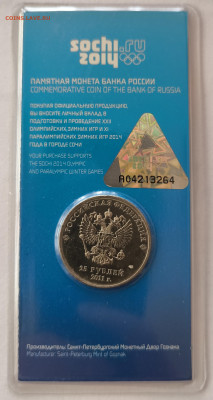 sochi.ru
2014
ПАМЯТНАЯ МОНЕТА БАНКА РОССИИ
COMMEMORATIVE COIN OF THE BANK OF RUSSIA
ПОКУПАЯ ОФИЦИАЛЬНУЮ ПРОДУКЦИЮ,
ВЫ ВНОСИТЕ ЛИЧНЫЙ ВКЛАД В
ПОДГОТОВКУ И ПРОВЕДЕНИЕ XXII
ОЛИМПИЙСКИХ ЗИМНИХ ИГР И XI
ПАРАЛИМПИЙСКИХ ЗИМНИХ ИГР 2014
ГОДА В ГОРОДЕ СОЧИ
YOUR PURCHASE SUPPORTS
THE SOCHI 2014 OLYMPIC
AND PARALYMPIC WINTER GAMES
A04213264
РОССИЙСКАЯ ФЕДЕРАЦИЯ
25 РУБЛЕЙ
2011 г.
Производитель: Санкт-Петербургский Монетный Двор Гознака
Manufacturer: Saint-Petersburg Mint of Goznak